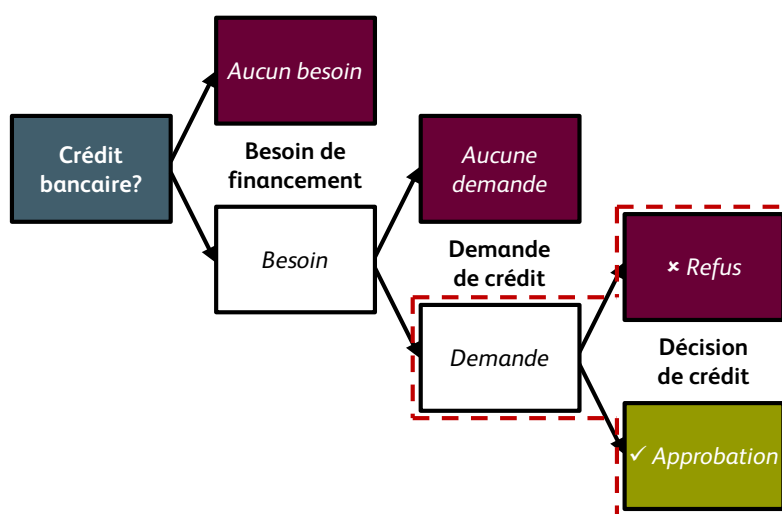 Aucun besoin
Crédit
bancaire?
Besoin de
financement
Aucune
demande
Besoin
Demande
de crédit
× Refus
Demande
Décision
de crédit
✓ Approbation